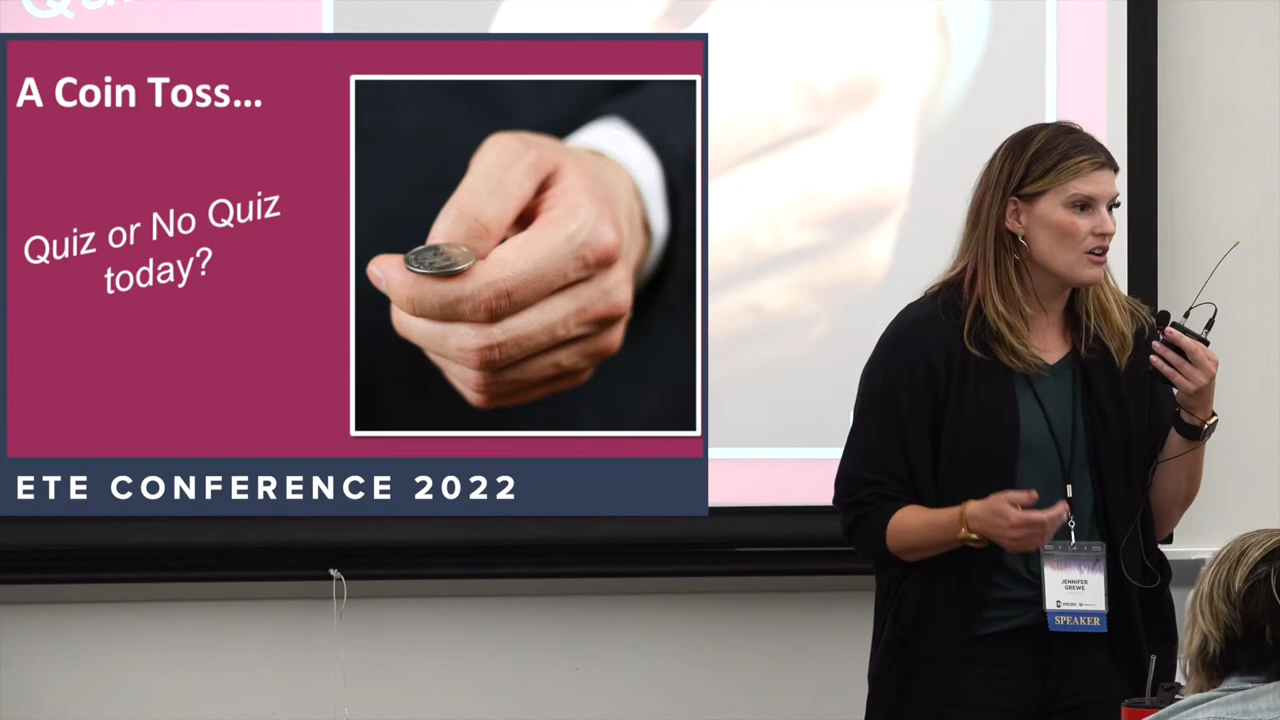 A Coin Toss...
Quiz or No Quiz
today?
ETE CONFERENCE 2022
JENNIFER
GREWE
SPEAKER